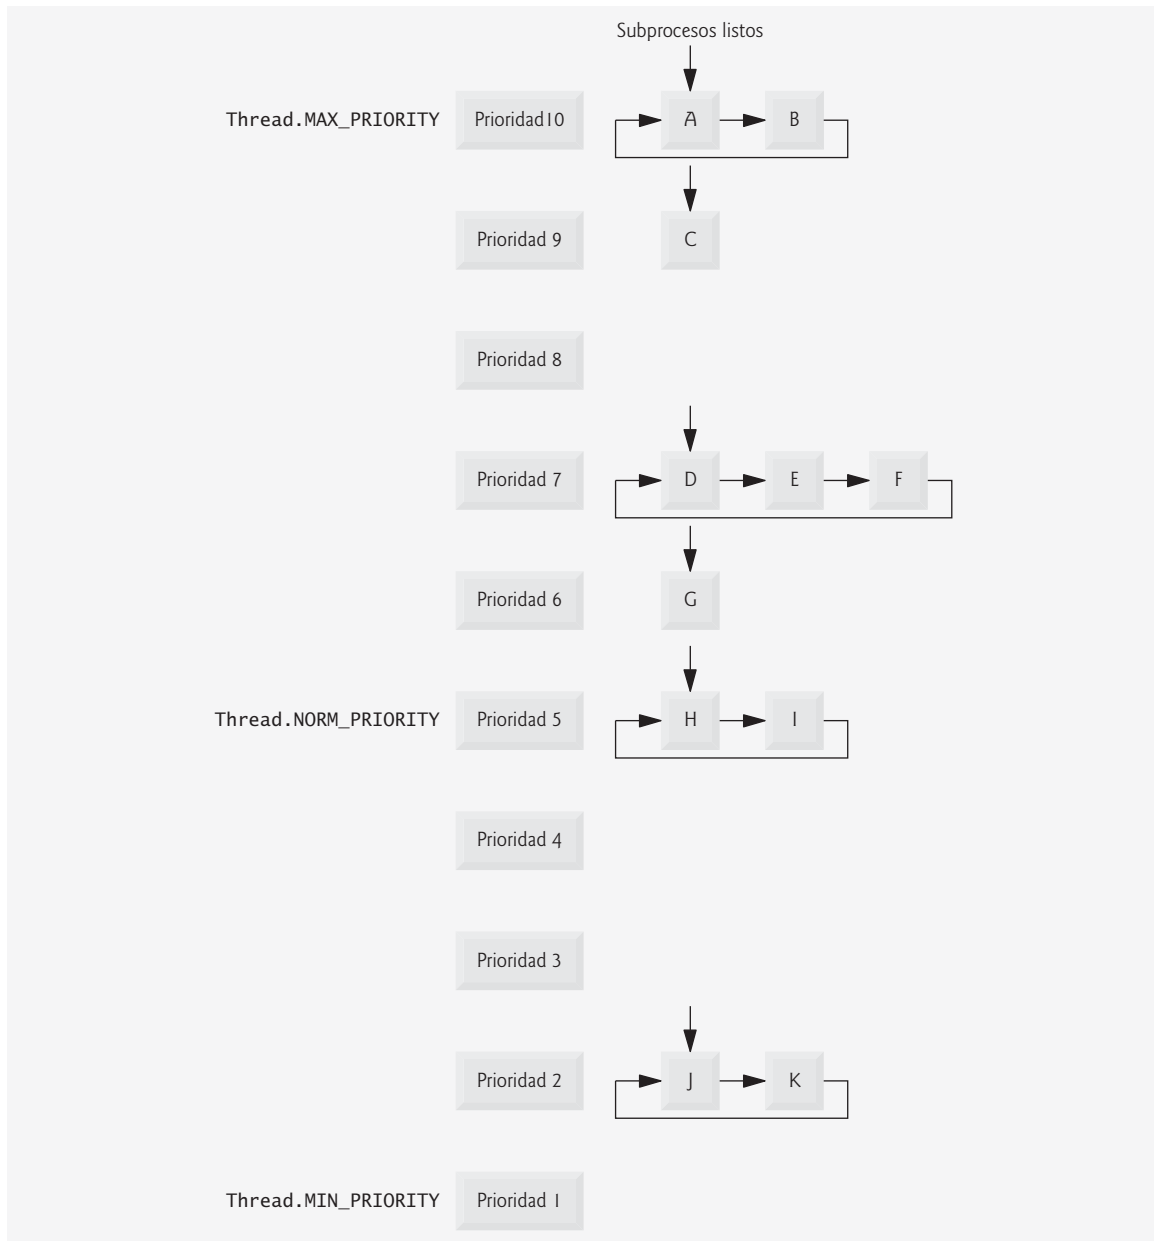 Subprocesos listos
Thread.MAX_PRIORITY Prioridad10 A B
Prioridad 9 C
Prioridad 8
Prioridad 7 D E F
Prioridad 6 G
Thread.NORM_PRIORITY Prioridad 5 H I
Prioridad 4
Prioridad 3
Prioridad 2 J K
Thread.MIN_PRIORITY Prioridad 1